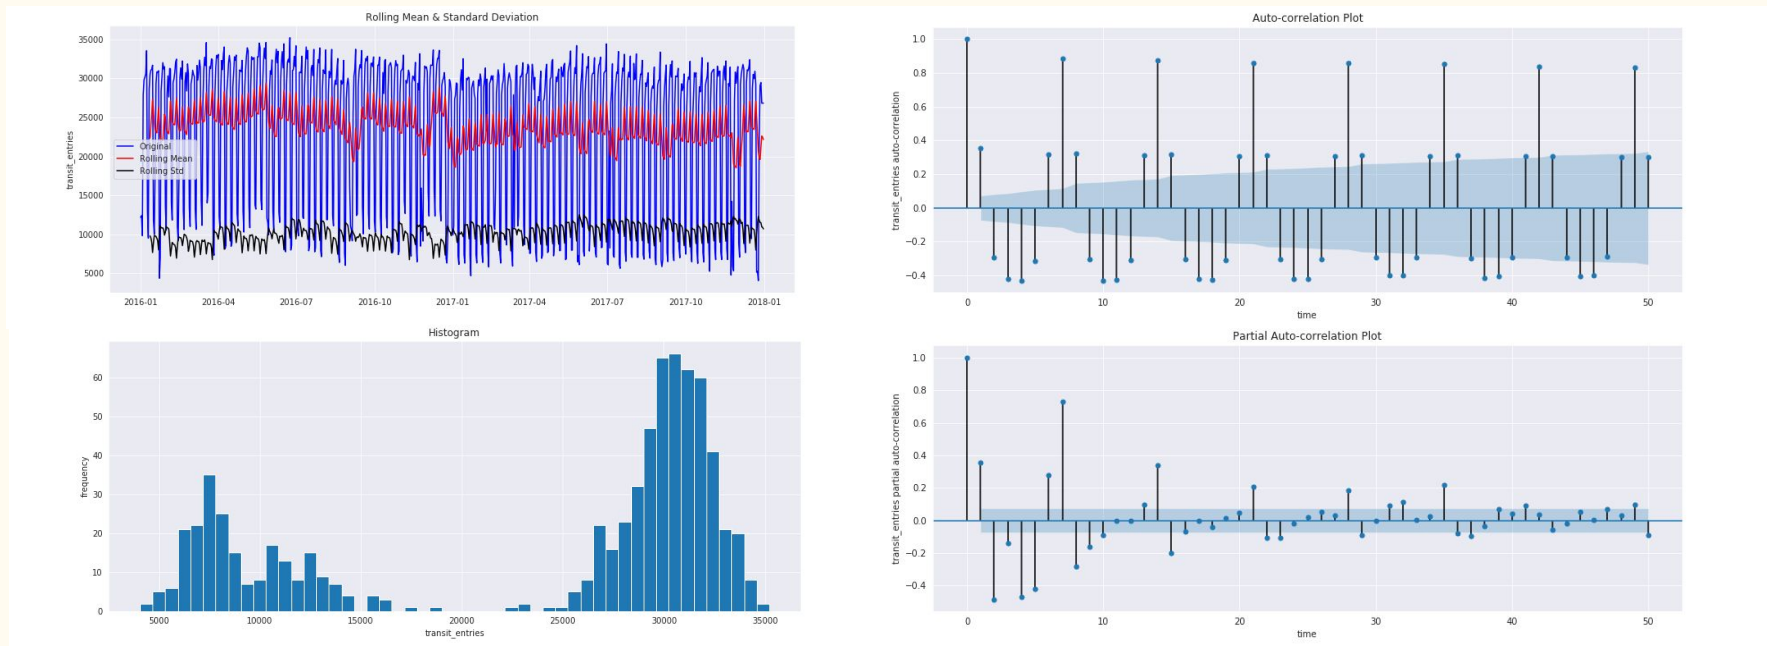 Rolling Mean & Standard Deviation
35000
30000
25000
20000
15000
10000
5000
transit_entries
Original
Rolling Mean
Rolling Std
2016-01 2016-04 2016-07 2016-10 2017-01 2017-04 2017-07 2017-10 2018-01
Auto-correlation Plot
1.0
0.8
0.6
0.4
0.2
0.0
−0.2
−0.4
transit_entries auto-correlation
0 10 20 30 40 50
time
Histogram
60
50
40
30
20
10
0
frequency
5000 10000 15000 20000 25000 30000 35000
transit_entries
Partial Auto-correlation Plot
1.0
0.8
0.6
0.4
0.2
0.0
−0.2
−0.4
transit_entries partial auto-correlation
0 10 20 30 40 50
time